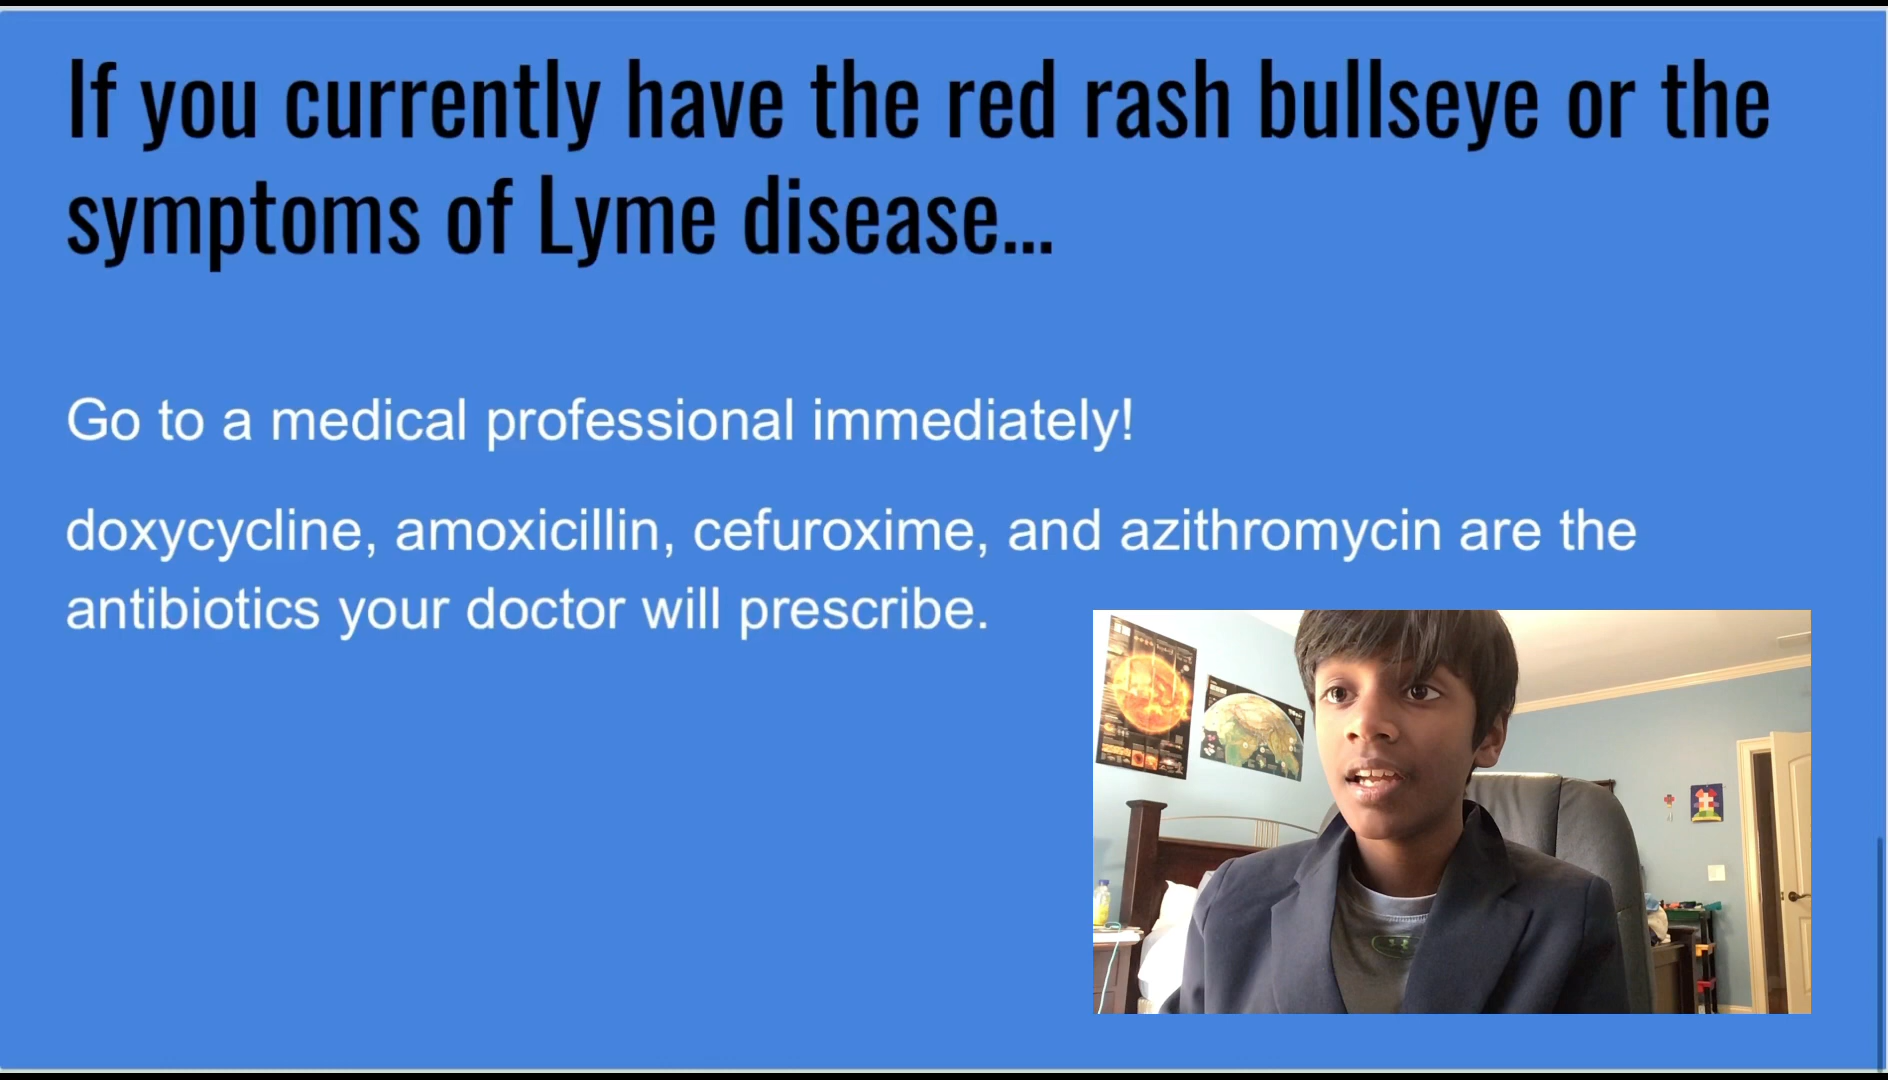 If you currently have the red rash bullseye or the
symptoms of Lyme disease...
Go to a medical professional immediately!
doxycycline, amoxicillin, cefuroxime, and azithromycin are the
antibiotics your doctor will prescribe.